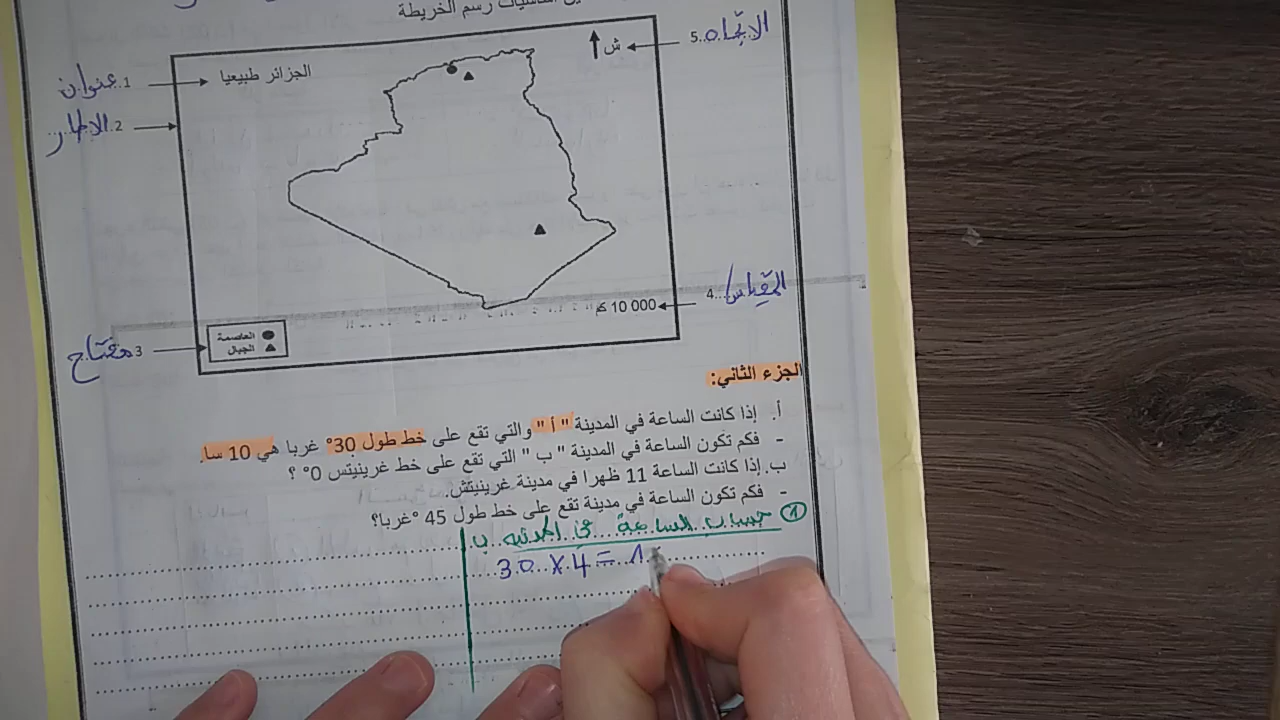 أساسيات رسم الخريطة
5. الاتجاه
ش
1. عنوان
الجزائر طبيعيا
2. الإطار
4. المقياس
10 000 كم
3 مفتاح
العاصمة
الجبال
الجزء الثاني:
أ. إذا كانت الساعة في المدينة " أ " والتي تقع على خط طول 30° غربا هي 10 سا.
- فكم تكون الساعة في المدينة " ب " التي تقع على خط غرينيتس 0° ؟
ب. إذا كانت الساعة 11 ظهرا في مدينة غرينيتش.
- فكم تكون الساعة في مدينة تقع على خط طول 45 °غربا؟
① حساب الساعة في المدينة ب
30 x 4 = 1